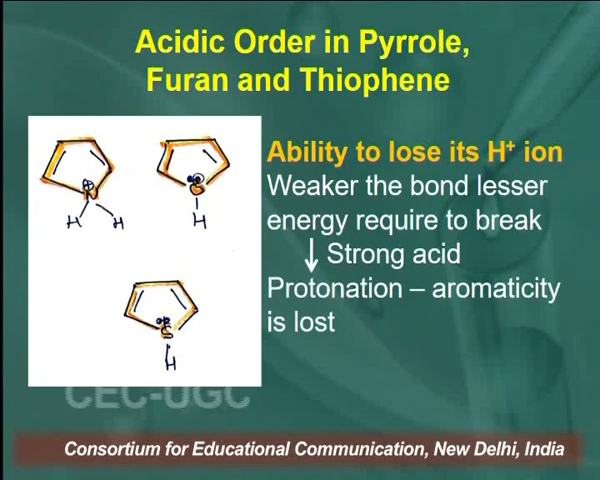 Acidic Order in Pyrrole,
Furan and Thiophene
Ability to lose its H⁺ ion
Weaker the bond lesser
energy require to break
↓ Strong acid
Protonation – aromaticity
is lost
N
H H
H
S
H
CEC-UGC
Consortium for Educational Communication, New Delhi, India